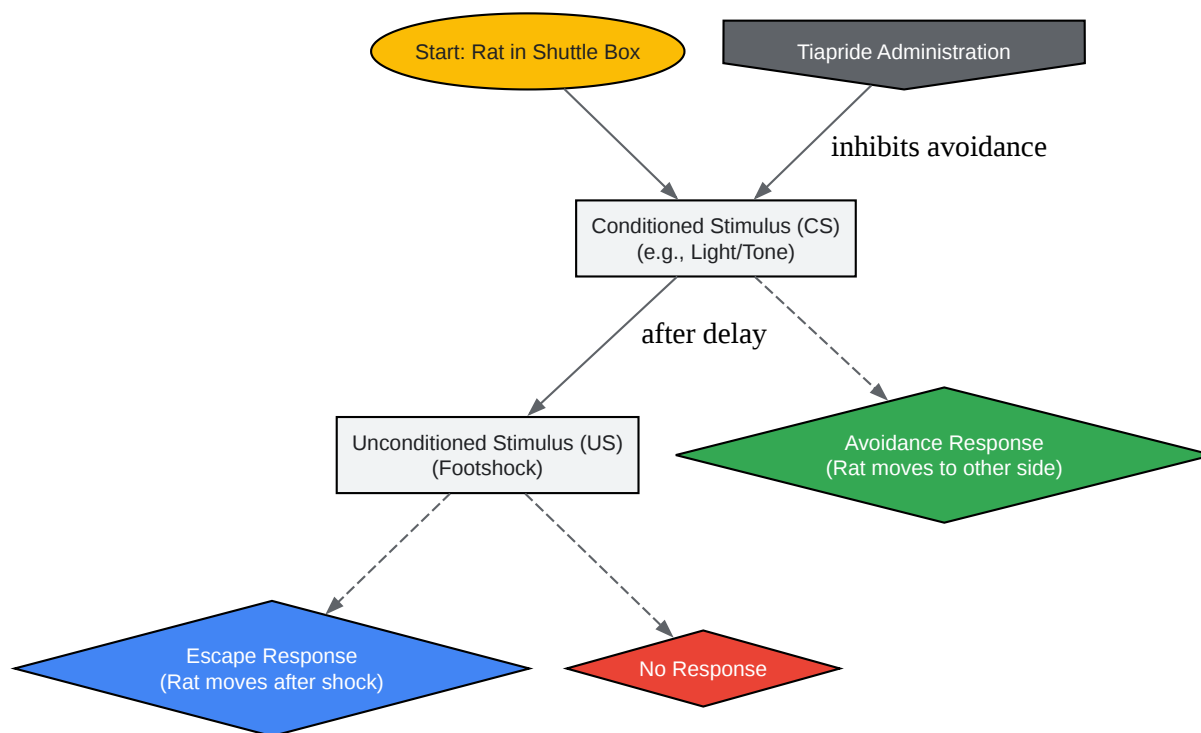 Start: Rat in Shuttle Box
Tiapride Administration
inhibits avoidance
Conditioned Stimulus (CS)
(e.g., Light/Tone)
after delay
Unconditioned Stimulus (US)
(Footshock)
Avoidance Response
(Rat moves to other side)
Escape Response
(Rat moves after shock)
No Response